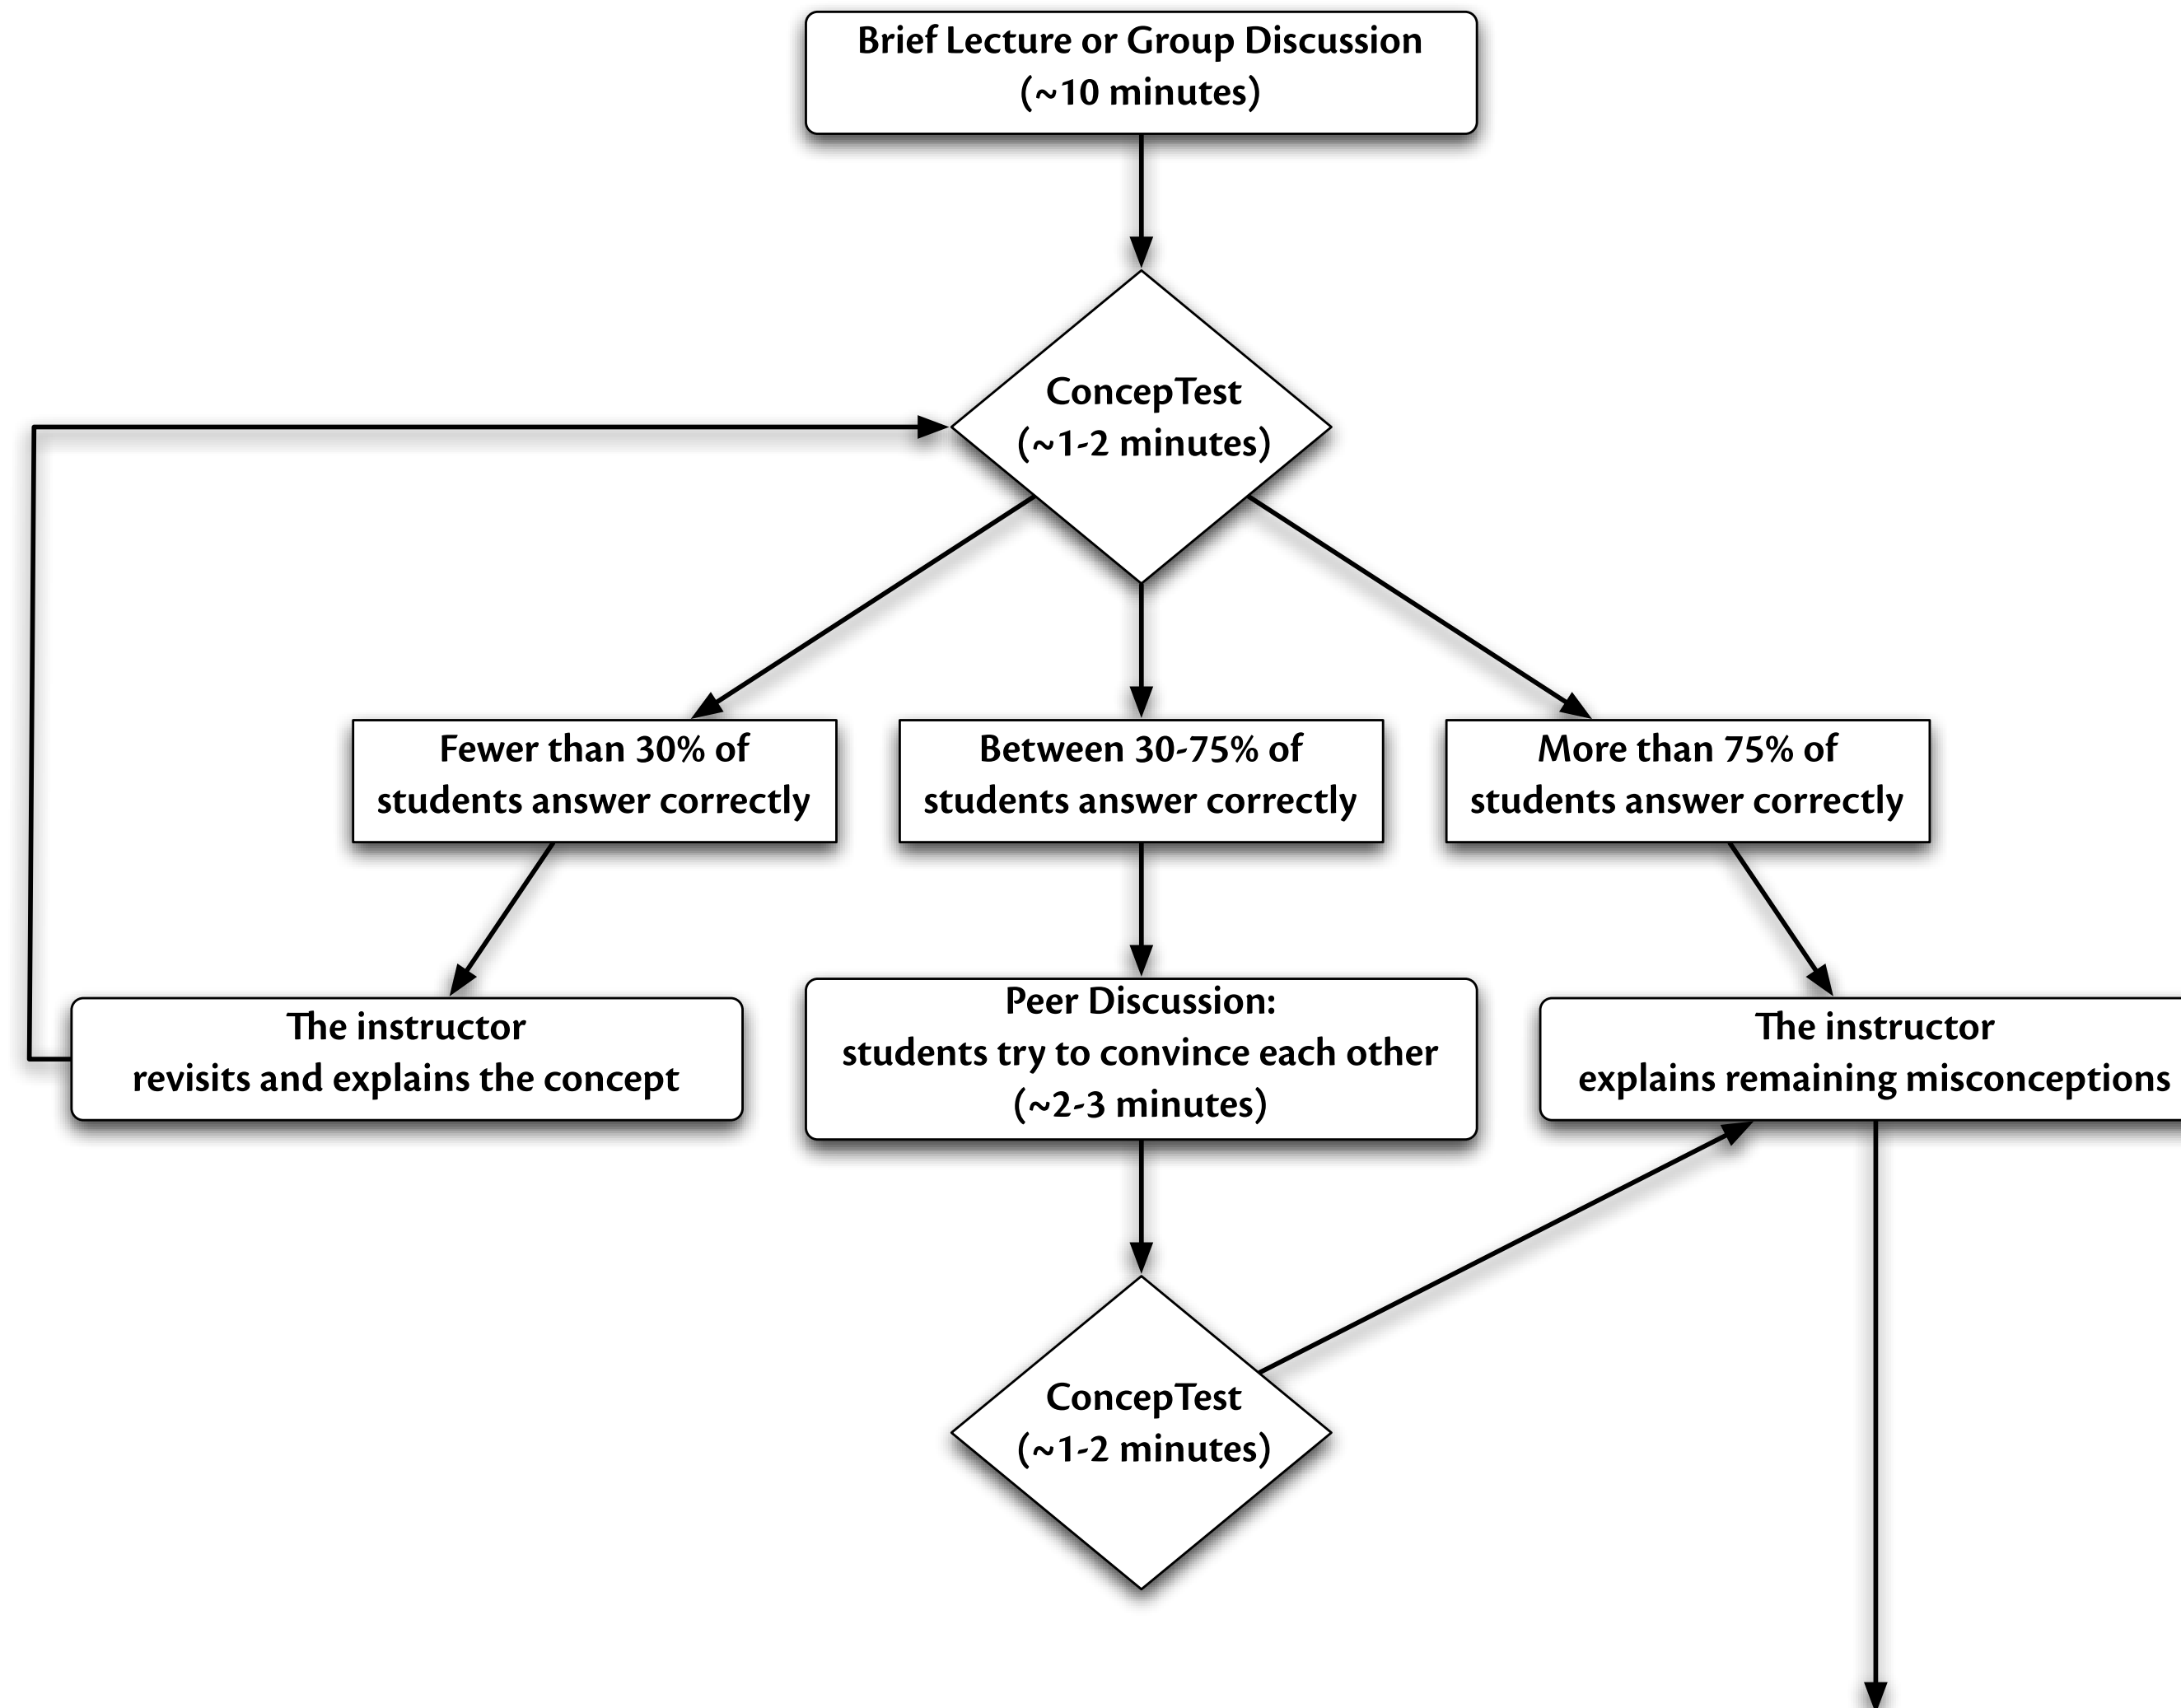 Brief Lecture or Group Discussion
(~10 minutes)
ConcepTest
(~1-2 minutes)
Fewer than 30% of
students answer correctly
Between 30-75% of
students answer correctly
More than 75% of
students answer correctly
The instructor
revisits and explains the concept
Peer Discussion:
students try to convince each other
(~2-3 minutes)
The instructor
explains remaining misconceptions
ConcepTest
(~1-2 minutes)